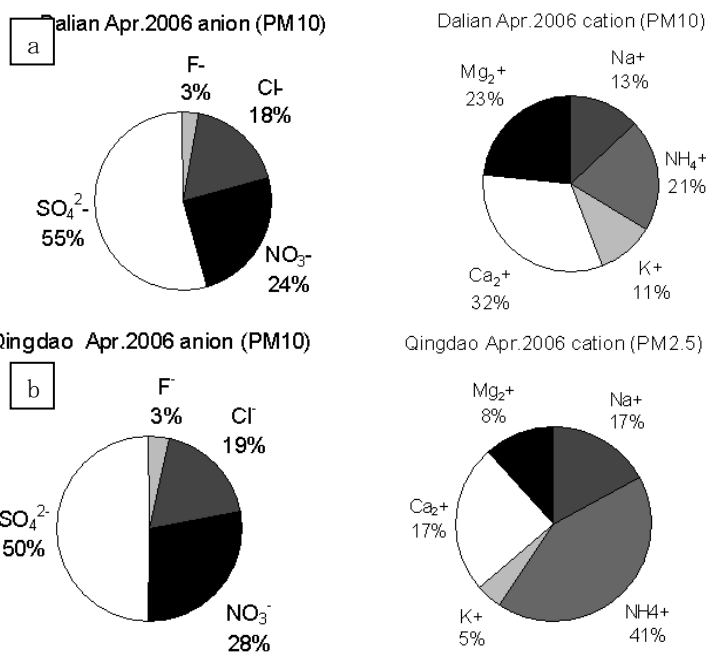 Dalian Apr.2006 anion (PM10)
a
F-
3%
Cl-
18%
SO₄²-
55%
NO₃-
24%
Dalian Apr.2006 cation (PM10)
Mg₂+
23%
Na+
13%
NH₄+
21%
Ca₂+
32%
K+
11%
Qingdao Apr.2006 anion (PM10)
b
F⁻
3%
Cl⁻
19%
SO₄²⁻
50%
NO₃⁻
28%
Qingdao Apr.2006 cation (PM2.5)
Mg₂+
8%
Na+
17%
Ca₂+
17%
K+
5%
NH4+
41%